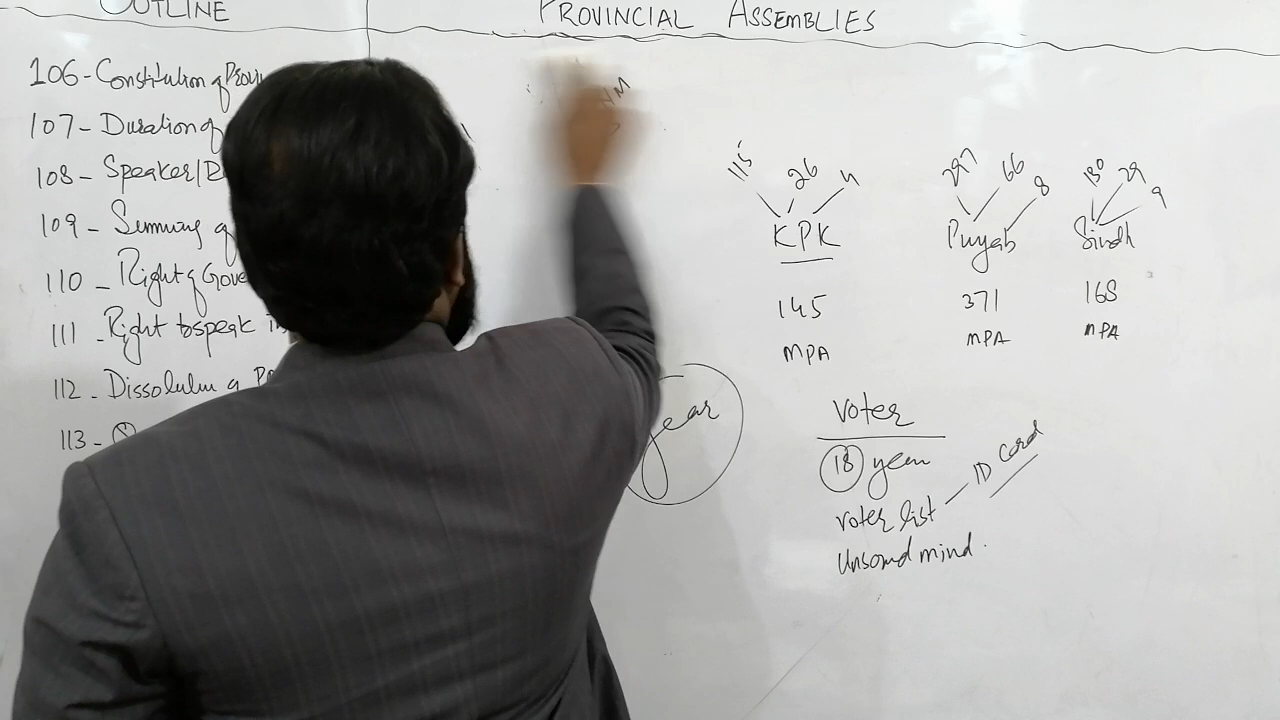 OUTLINE
106 - Constitution of Provin
107 - Duration of
108 - Speaker/D
109 - Summing of
110 - Right of Gove
111 - Right to speak in
112 - Dissolution of P
113 -
PROVINCIAL ASSEMBLIES
NM
115 26 4
KPK
145
MPA
297 66 8
Punjab
371
MPA
130 29 9
Sindh
168
MPA
year
Voter
18 year
Voter list — ID Card
Unsound mind.